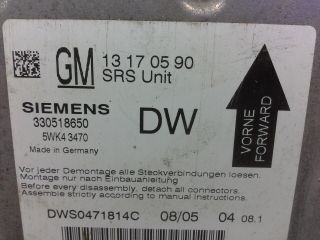 GM 13 17 05 90
SRS Unit
SIEMENS DW
330518650
5WK4 3470
Made in Germany
VORNE
FORWARD
Vor jeder Demontage alle Steckverbindungen loesen.
Montage nur nach Einbauanleitung
Before every disassembly, detach all connectors.
Assemble strictly according to manual instructions.
DWS0471814C 08/05 04 08.1